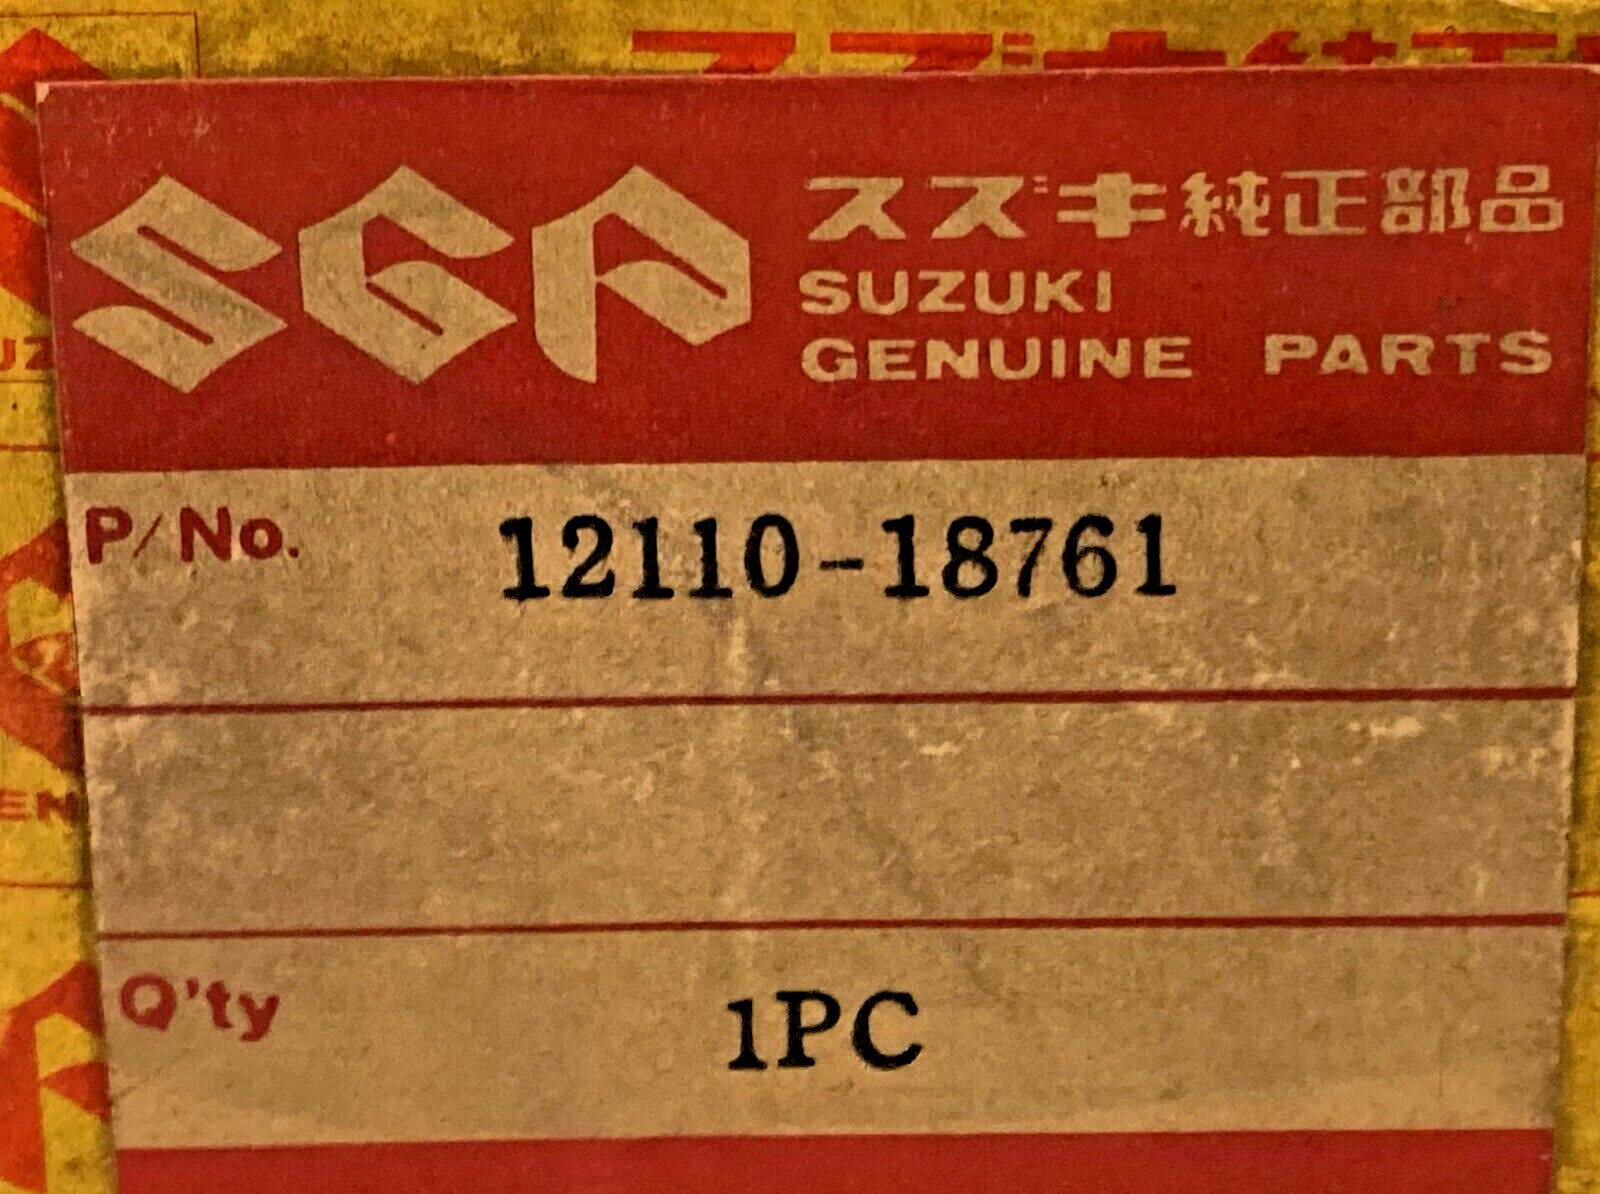 SGP
スズキ純正部品
SUZUKI
GENUINE PARTS
P/No. 12110-18761
Q'ty 1PC